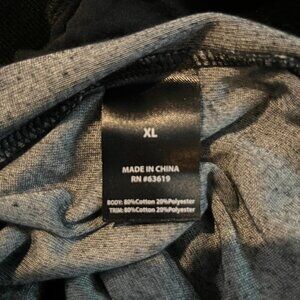 XL
MADE IN CHINA
RN #63619
BODY: 80%Cotton 20%Polyester
TRIM: 80%Cotton 20%Polyester